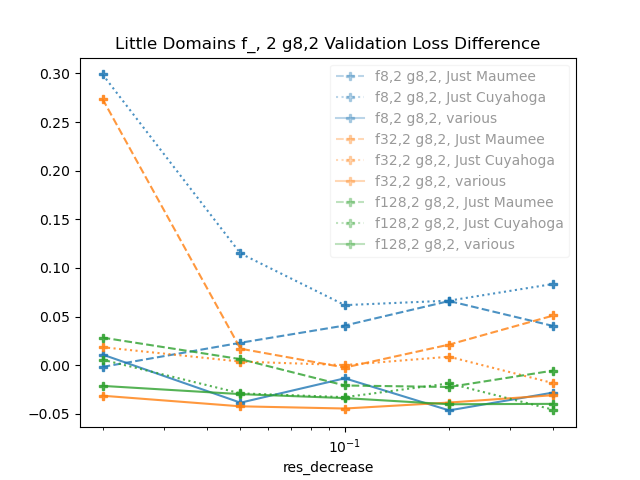 Little Domains f_, 2 g8,2 Validation Loss Difference
0.30
0.25
0.20
0.15
0.10
0.05
0.00
−0.05
f8,2 g8,2, Just Maumee
f8,2 g8,2, Just Cuyahoga
f8,2 g8,2, various
f32,2 g8,2, Just Maumee
f32,2 g8,2, Just Cuyahoga
f32,2 g8,2, various
f128,2 g8,2, Just Maumee
f128,2 g8,2, Just Cuyahoga
f128,2 g8,2, various
10⁻¹
res_decrease